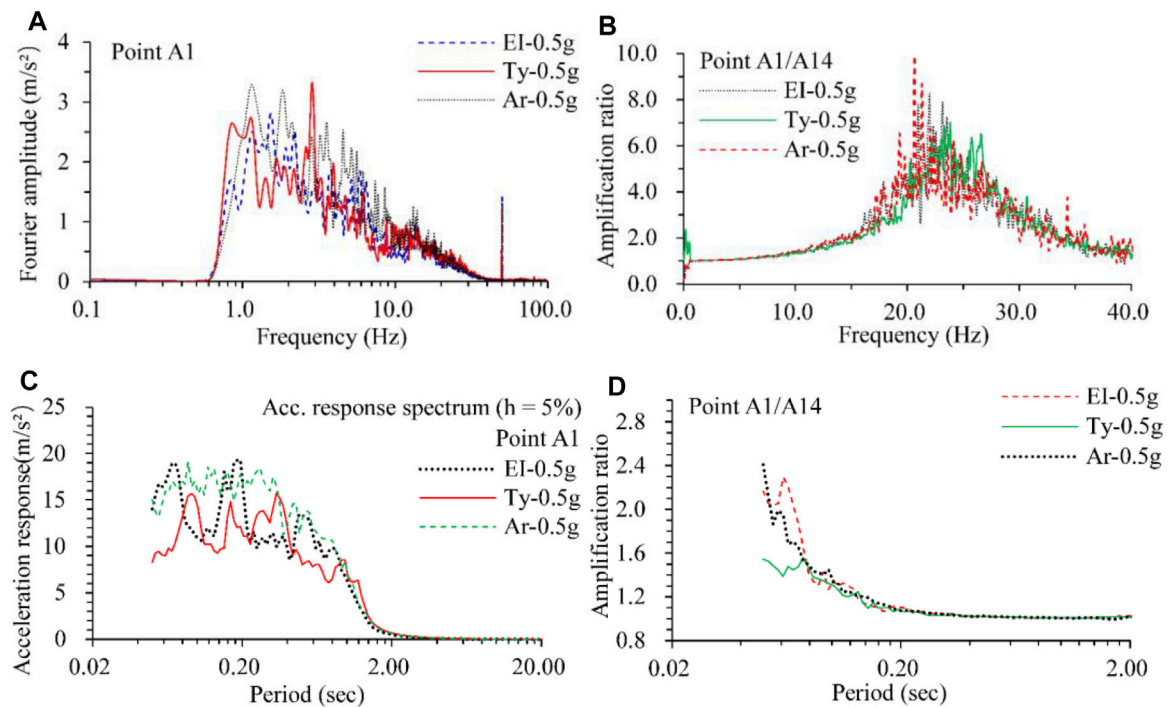 A
Point A1
EI-0.5g
Ty-0.5g
Ar-0.5g
Fourier amplitude (m/s²)
4
3
2
1
0
0.1 1.0 10.0 100.0
Frequency (Hz)
B
Point A1/A14
EI-0.5g
Ty-0.5g
Ar-0.5g
Amplification ratio
10.0
8.0
6.0
4.0
2.0
0.0
0.0 10.0 20.0 30.0 40.0
Frequency (Hz)
C
Acc. response spectrum (h = 5%)
Point A1
EI-0.5g
Ty-0.5g
Ar-0.5g
Acceleration response(m/s²)
25
20
15
10
5
0
0.02 0.20 2.00 20.00
Period (sec)
D
Point A1/A14
EI-0.5g
Ty-0.5g
Ar-0.5g
Amplification ratio
2.8
2.4
2.0
1.6
1.2
0.8
0.02 0.20 2.00
Period (sec)